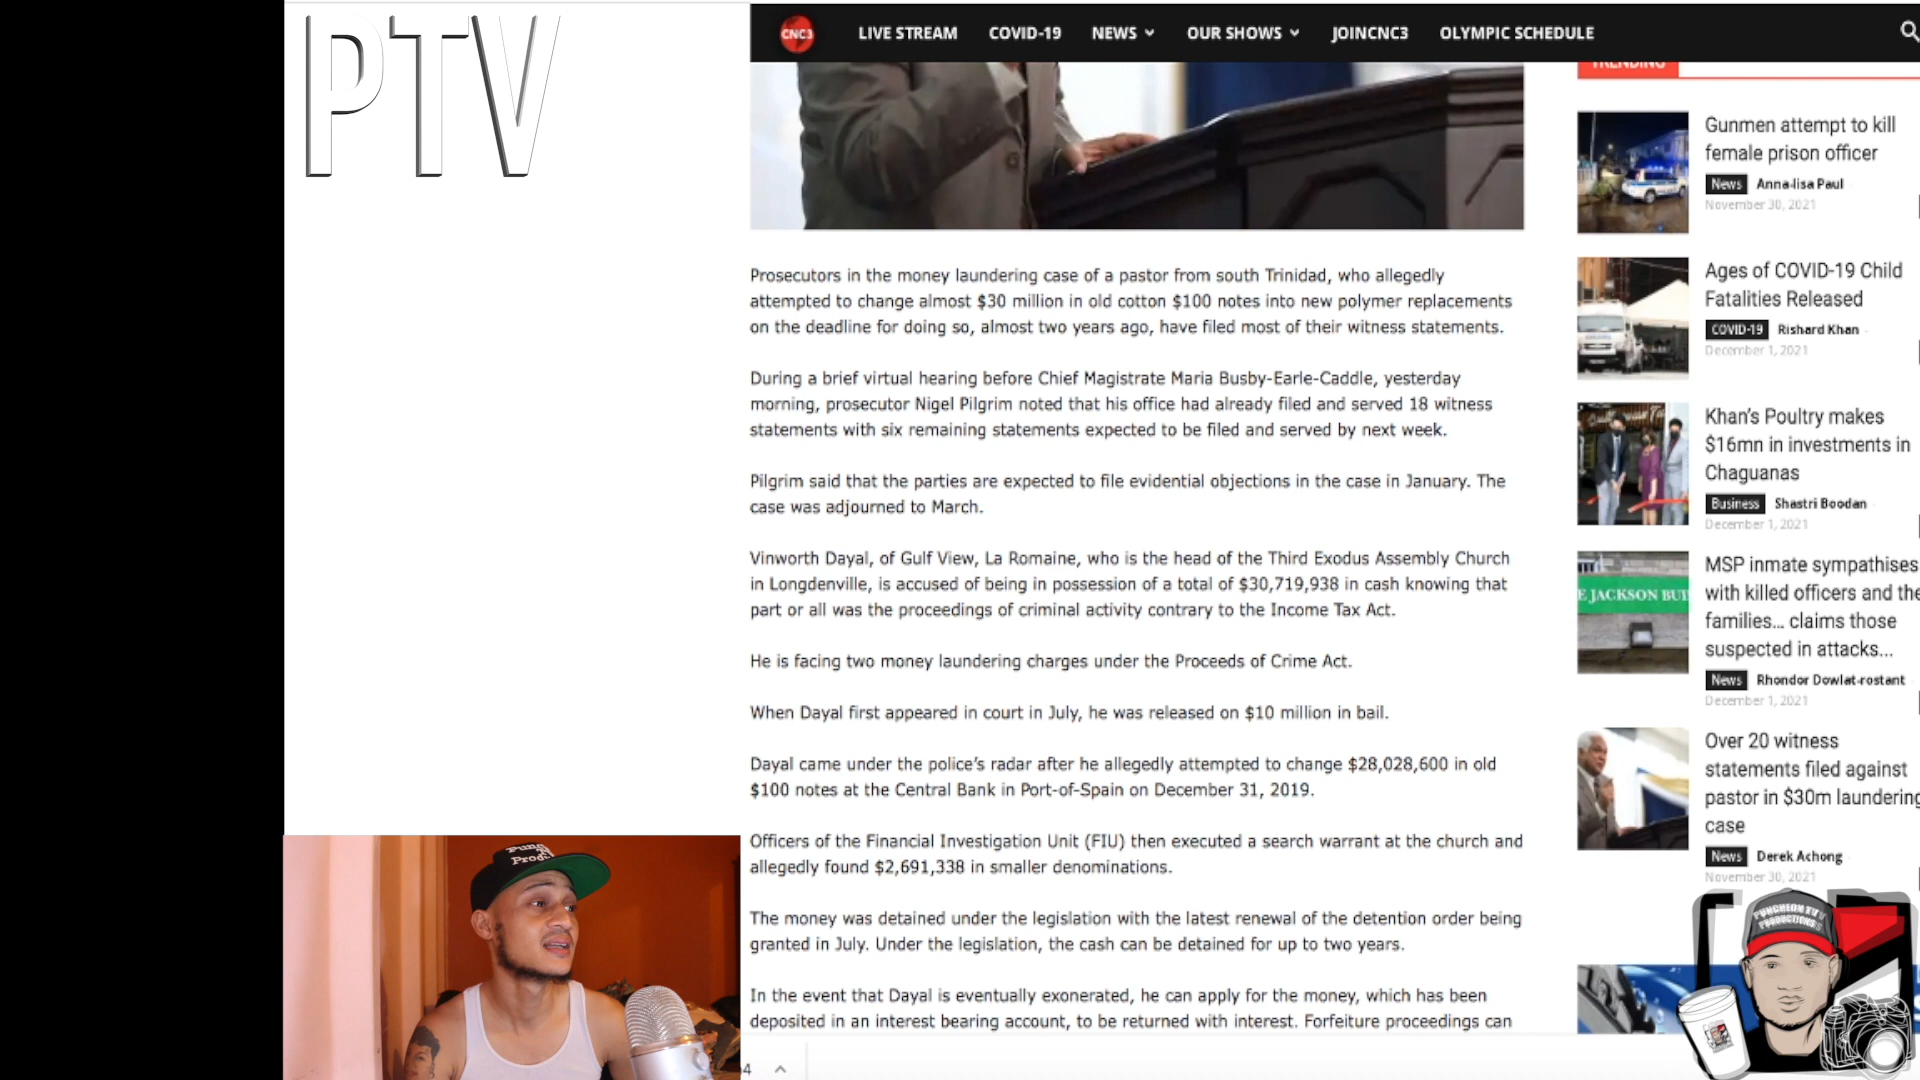 PTV
CNC3
LIVE STREAM
COVID-19
NEWS
OUR SHOWS
JOINCNC3
OLYMPIC SCHEDULE
TRENDING
Prosecutors in the money laundering case of a pastor from south Trinidad, who allegedly
attempted to change almost $30 million in old cotton $100 notes into new polymer replacements
on the deadline for doing so, almost two years ago, have filed most of their witness statements.
During a brief virtual hearing before Chief Magistrate Maria Busby-Earle-Caddle, yesterday
morning, prosecutor Nigel Pilgrim noted that his office had already filed and served 18 witness
statements with six remaining statements expected to be filed and served by next week.
Pilgrim said that the parties are expected to file evidential objections in the case in January. The
case was adjourned to March.
Vinworth Dayal, of Gulf View, La Romaine, who is the head of the Third Exodus Assembly Church
in Longdenville, is accused of being in possession of a total of $30,719,938 in cash knowing that
part or all was the proceedings of criminal activity contrary to the Income Tax Act.
He is facing two money laundering charges under the Proceeds of Crime Act.
When Dayal first appeared in court in July, he was released on $10 million in bail.
Dayal came under the police's radar after he allegedly attempted to change $28,028,600 in old
$100 notes at the Central Bank in Port-of-Spain on December 31, 2019.
Officers of the Financial Investigation Unit (FIU) then executed a search warrant at the church and
allegedly found $2,691,338 in smaller denominations.
The money was detained under the legislation with the latest renewal of the detention order being
granted in July. Under the legislation, the cash can be detained for up to two years.
In the event that Dayal is eventually exonerated, he can apply for the money, which has been
deposited in an interest bearing account, to be returned with interest. Forfeiture proceedings can
4
Gunmen attempt to kill
female prison officer
News Anna-lisa Paul
November 30, 2021
Ages of COVID-19 Child
Fatalities Released
COVID-19 Rishard Khan -
December 1, 2021
Khan's Poultry makes
$16mn in investments in
Chaguanas
Business Shastri Boodan
December 1, 2021
E JACKSON BUI
MSP inmate sympathises
with killed officers and the
families... claims those
suspected in attacks...
News Rhondor Dowlat-rostant
December 1, 2021
Over 20 witness
statements filed against
pastor in $30m laundering
case
News Derek Achong
November 30, 2021
PUNCHEON TV
PRODUCTIONS